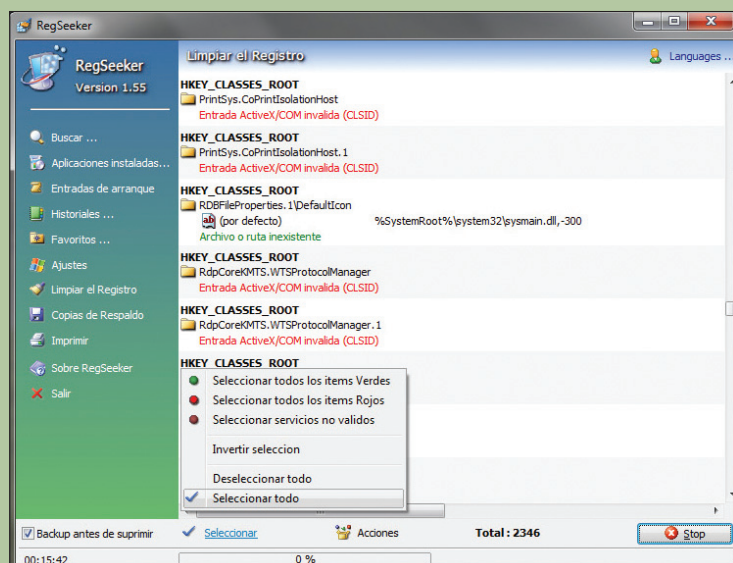 RegSeeker
RegSeeker
Version 1.55
Buscar ...
Aplicaciones instaladas...
Entradas de arranque
Historiales ...
Favoritos ...
Ajustes
Limpiar el Registro
Copias de Respaldo
Imprimir
Sobre RegSeeker
Salir
Limpiar el Registro
Languages ...
HKEY_CLASSES_ROOT
PrintSys.CoPrintIsolationHost
Entrada ActiveX/COM invalida (CLSID)
HKEY_CLASSES_ROOT
PrintSys.CoPrintIsolationHost.1
Entrada ActiveX/COM invalida (CLSID)
HKEY_CLASSES_ROOT
RDBFileProperties.1\DefaultIcon
ab (por defecto) %SystemRoot%\system32\sysmain.dll,-300
Archivo o ruta inexistente
HKEY_CLASSES_ROOT
RdpCoreKMTS.WTSProtocolManager
Entrada ActiveX/COM invalida (CLSID)
HKEY_CLASSES_ROOT
RdpCoreKMTS.WTSProtocolManager.1
Entrada ActiveX/COM invalida (CLSID)
HKEY_CLASSES_ROOT
Seleccionar todos los items Verdes
Seleccionar todos los items Rojos
Seleccionar servicios no validos
Invertir seleccion
Deseleccionar todo
Seleccionar todo
Backup antes de suprimir
Seleccionar
Acciones
Total : 2346
Stop
00:15:42
0 %